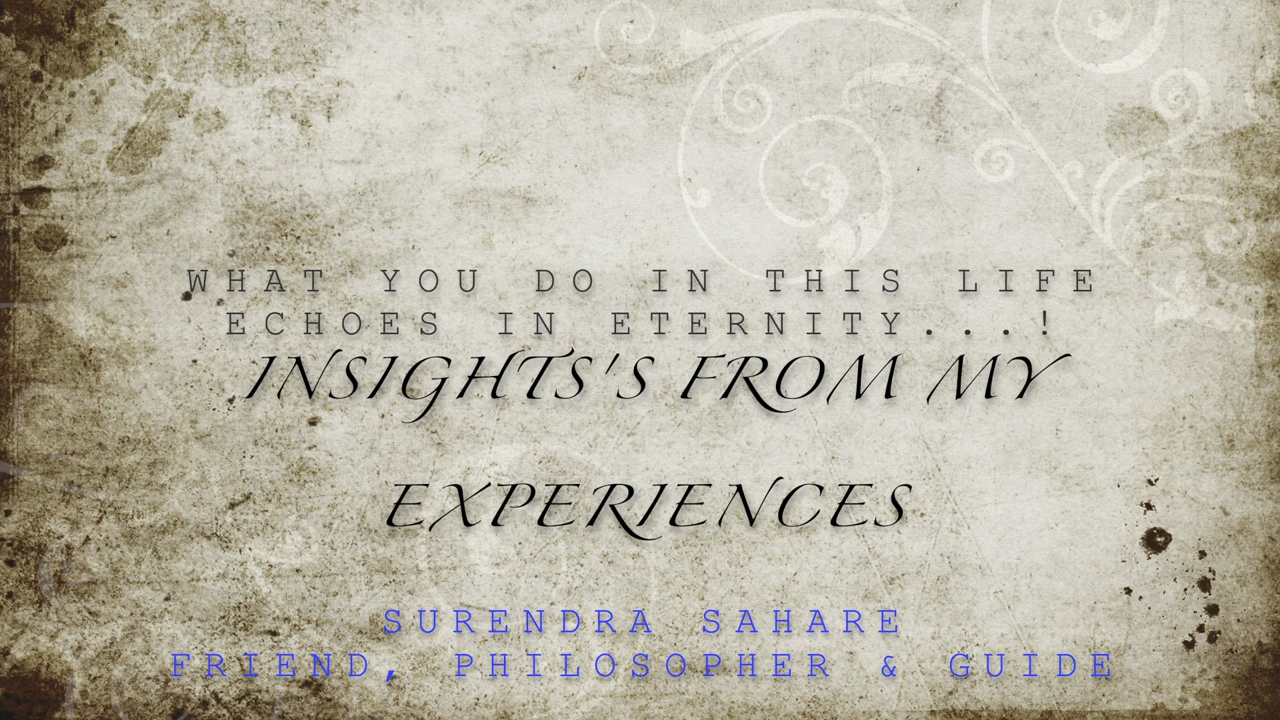 WHAT YOU DO IN THIS LIFE
ECHOES IN ETERNITY...!
INSIGHTS'S FROM MY
EXPERIENCES
SURENDRA SAHARE
FRIEND, PHILOSOPHER & GUIDE